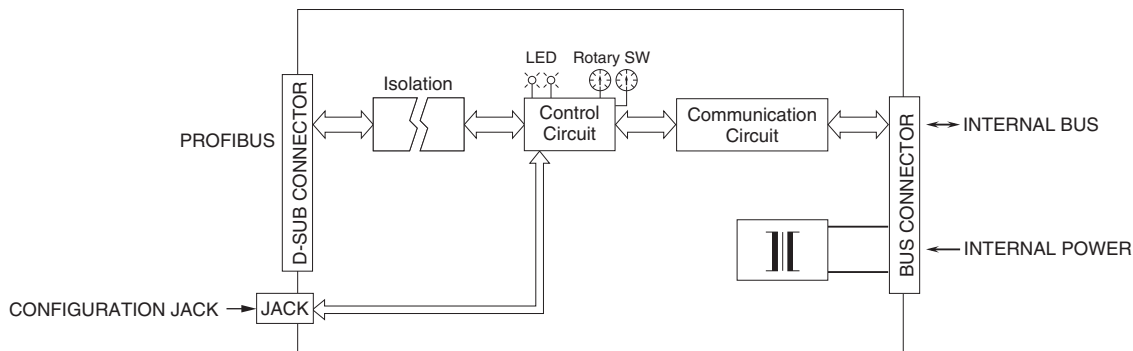 LED
Rotary SW
Isolation
Control
Circuit
Communication
Circuit
PROFIBUS
D-SUB CONNECTOR
BUS CONNECTOR
INTERNAL BUS
INTERNAL POWER
CONFIGURATION JACK
JACK